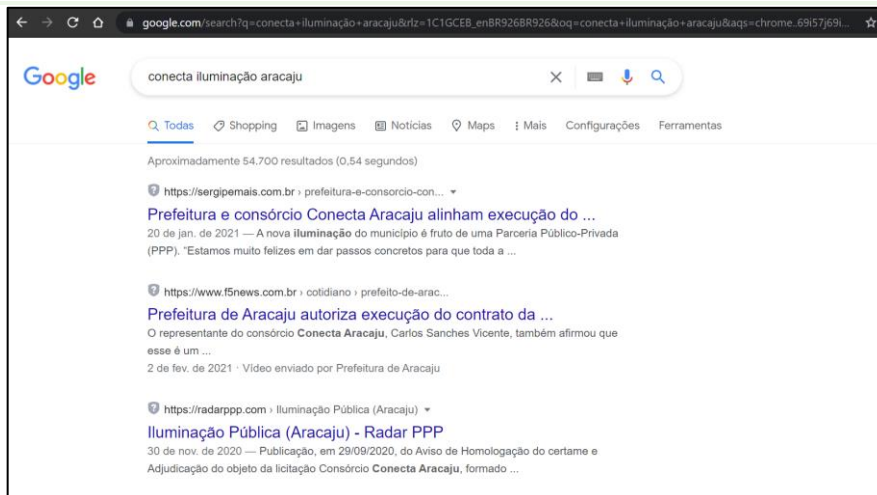 google.com/search?q=conecta+iluminação+aracaju&rlz=1C1GCEB_enBR926BR926&oq=conecta+iluminação+aracaju&aqs=chrome..69i57j69i...
Google
conecta iluminação aracaju
Todas Shopping Imagens Notícias Maps Mais Configurações Ferramentas
Aproximadamente 54.700 resultados (0,54 segundos)
https://sergipemais.com.br › prefeitura-e-consorcio-con...
Prefeitura e consórcio Conecta Aracaju alinham execução do ...
20 de jan. de 2021 — A nova iluminação do município é fruto de uma Parceria Público-Privada
(PPP). "Estamos muito felizes em dar passos concretos para que toda a ...
https://www.f5news.com.br › cotidiano › prefeito-de-arac...
Prefeitura de Aracaju autoriza execução do contrato da ...
O representante do consórcio Conecta Aracaju, Carlos Sanches Vicente, também afirmou que
esse é um ...
2 de fev. de 2021 · Vídeo enviado por Prefeitura de Aracaju
https://radarppp.com › Iluminação Pública (Aracaju)
Iluminação Pública (Aracaju) - Radar PPP
30 de nov. de 2020 — Publicação, em 29/09/2020, do Aviso de Homologação do certame e
Adjudicação do objeto da licitação Consórcio Conecta Aracaju, formado ...